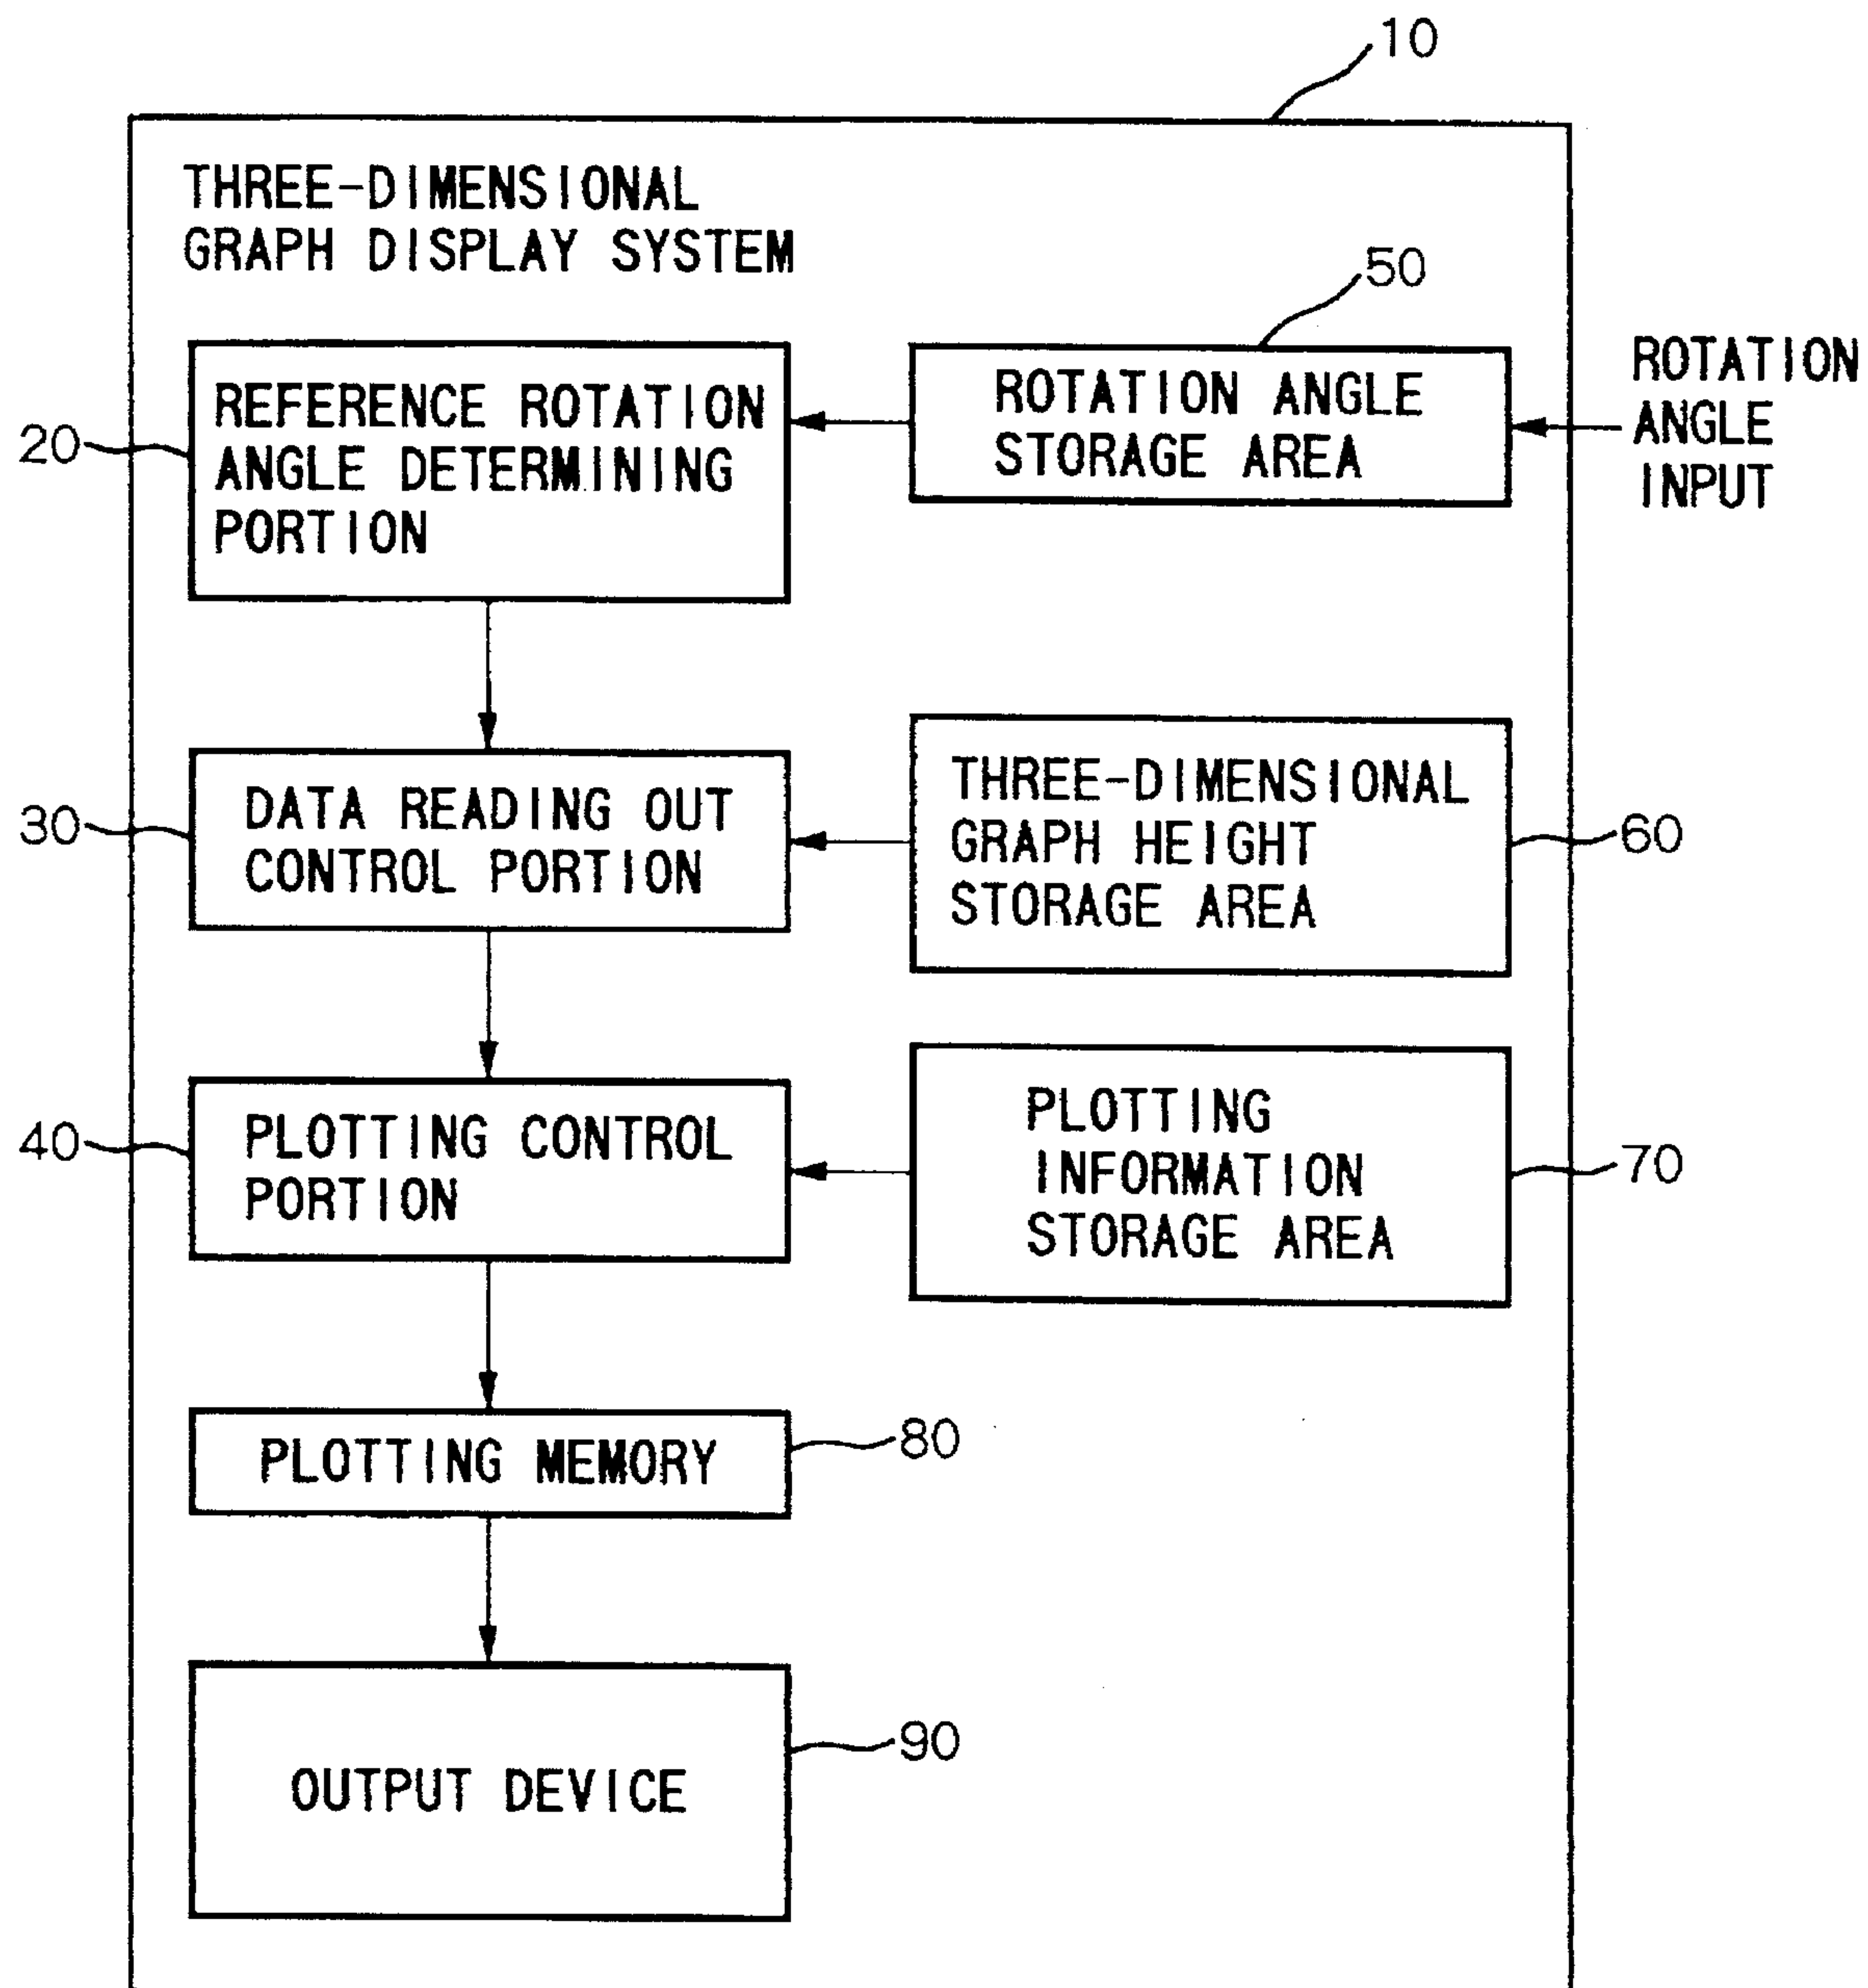 10
THREE-DIMENSIONAL
GRAPH DISPLAY SYSTEM
50
ROTATION
ANGLE
INPUT
20
REFERENCE ROTATION
ANGLE DETERMINING
PORTION
ROTATION ANGLE
STORAGE AREA
30
DATA READING OUT
CONTROL PORTION
THREE-DIMENSIONAL
GRAPH HEIGHT
STORAGE AREA
60
40
PLOTTING CONTROL
PORTION
PLOTTING
INFORMATION
STORAGE AREA
70
PLOTTING MEMORY
80
OUTPUT DEVICE
90